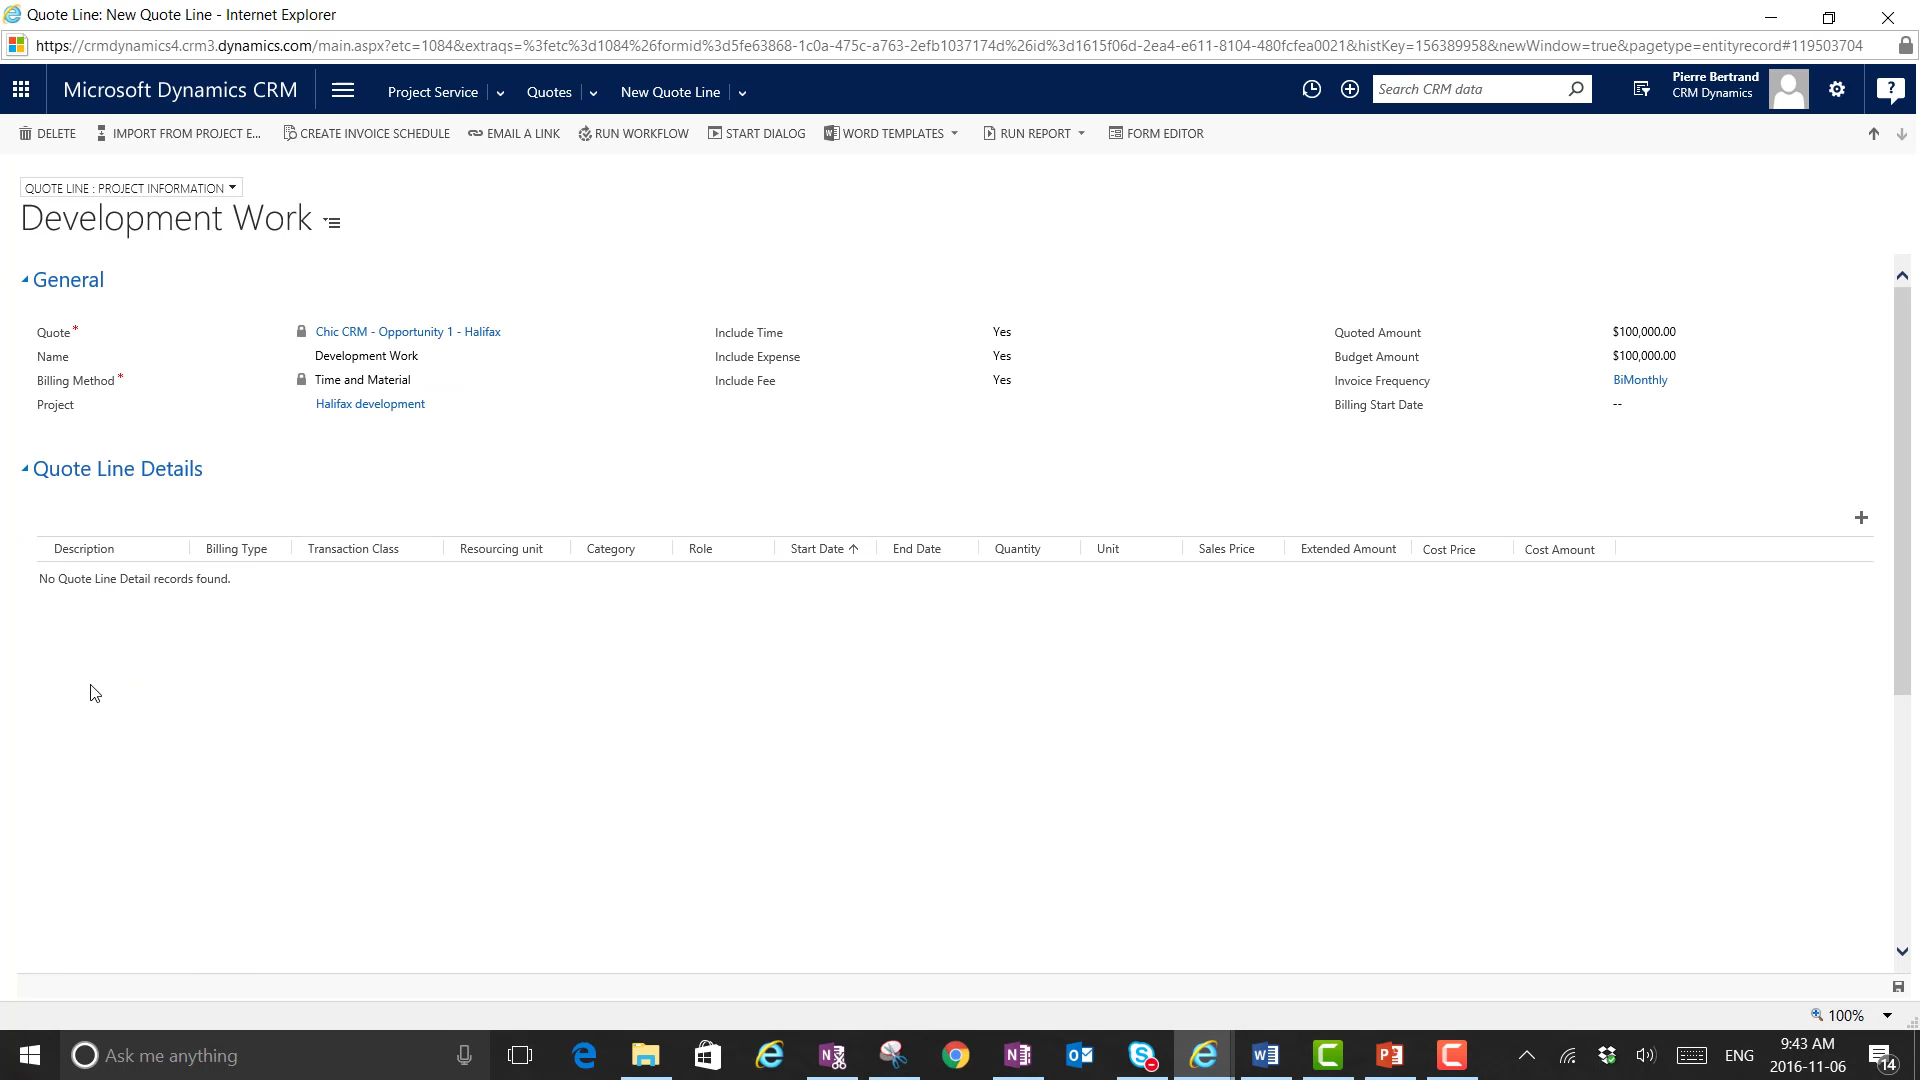 Quote Line: New Quote Line - Internet Explorer
https://crmdynamics4.crm3.dynamics.com/main.aspx?etc=1084&extraqs=%3fetc%3d1084%26formid%3d5fe63868-1c0a-475c-a763-2efb1037174d%26id%3d1615f06d-2ea4-e611-8104-480fcfea0021&histKey=156389958&newWindow=true&pagetype=entityrecord#119503704
Microsoft Dynamics CRM
Project Service
Quotes
New Quote Line
Search CRM data
Pierre Bertrand
CRM Dynamics
?
DELETE
IMPORT FROM PROJECT E...
CREATE INVOICE SCHEDULE
EMAIL A LINK
RUN WORKFLOW
START DIALOG
WORD TEMPLATES
RUN REPORT
FORM EDITOR
QUOTE LINE : PROJECT INFORMATION
Development Work
General
Quote* Chic CRM - Opportunity 1 - Halifax
Name Development Work
Billing Method* Time and Material
Project Halifax development
Include Time Yes
Include Expense Yes
Include Fee Yes
Quoted Amount $100,000.00
Budget Amount $100,000.00
Invoice Frequency BiMonthly
Billing Start Date --
Quote Line Details
Description Billing Type Transaction Class Resourcing unit Category Role Start Date End Date Quantity Unit Sales Price Extended Amount Cost Price Cost Amount
No Quote Line Detail records found.
100%
Ask me anything
ENG
9:43 AM
2016-11-06
14